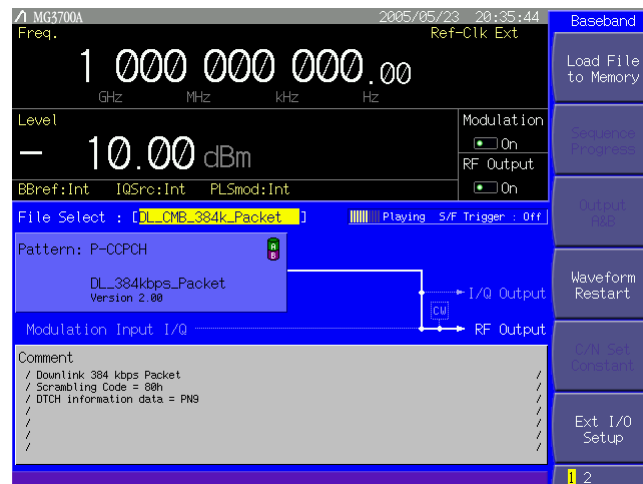 MG3700A 2005/05/23 20:35:44
Freq. Ref-Clk Ext
1 000 000 000.00
GHz MHz kHz Hz
Level
- 10.00 dBm
Modulation
On
RF Output
On
BBref:Int IQSrc:Int PLSmod:Int
File Select : [DL_CMB_384k_Packet ] Playing S/F Trigger : Off
Pattern: P-CCPCH
A
B
DL_384kbps_Packet
Version 2.00
I/Q Output
CW
Modulation Input I/Q
RF Output
Comment
/ Downlink 384 kbps Packet /
/ Scrambling Code = 80h /
/ DTCH information data = PN9 /
/ /
/ /
/ /
Baseband
Load File
to Memory
Sequence
Progress
Output
A&B
Waveform
Restart
C/N Set
Constant
Ext I/O
Setup
1 2